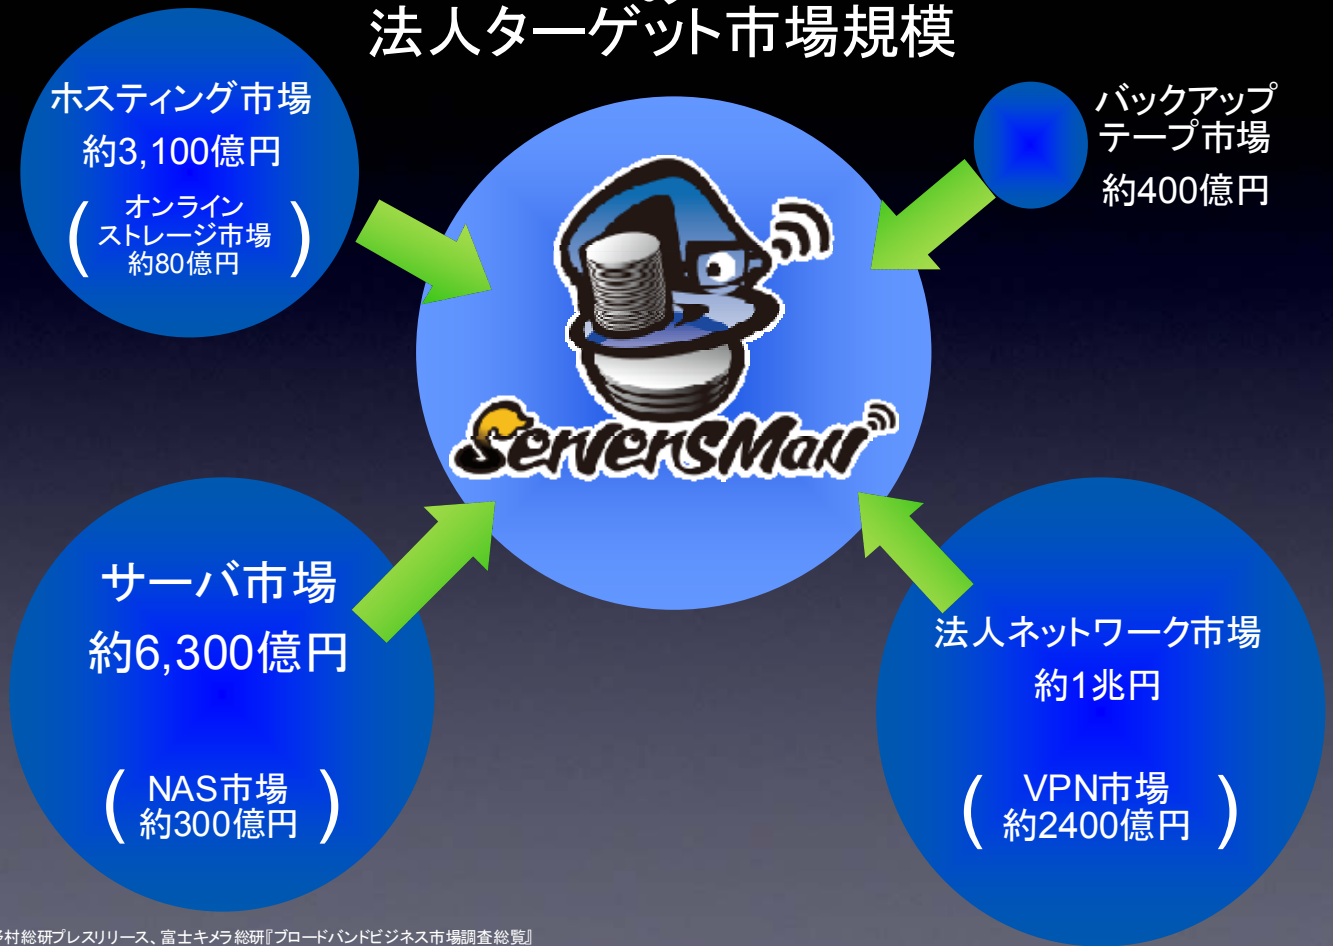 法人ターゲット市場規模
ホスティング市場
約3,100億円
(オンライン
ストレージ市場
約80億円)
バックアップ
テープ市場
約400億円
ServersMan
サーバ市場
約6,300億円
(NAS市場
約300億円)
法人ネットワーク市場
約1兆円
(VPN市場
約2400億円)
村総研プレスリリース、富士キメラ総研『ブロードバンドビジネス市場調査総覧』